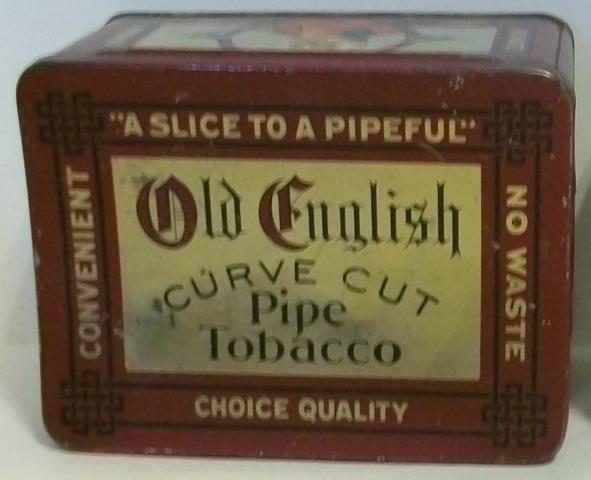 "A SLICE TO A PIPEFUL"
CONVENIENT
Old English
CURVE CUT
Pipe
Tobacco
NO WASTE
CHOICE QUALITY